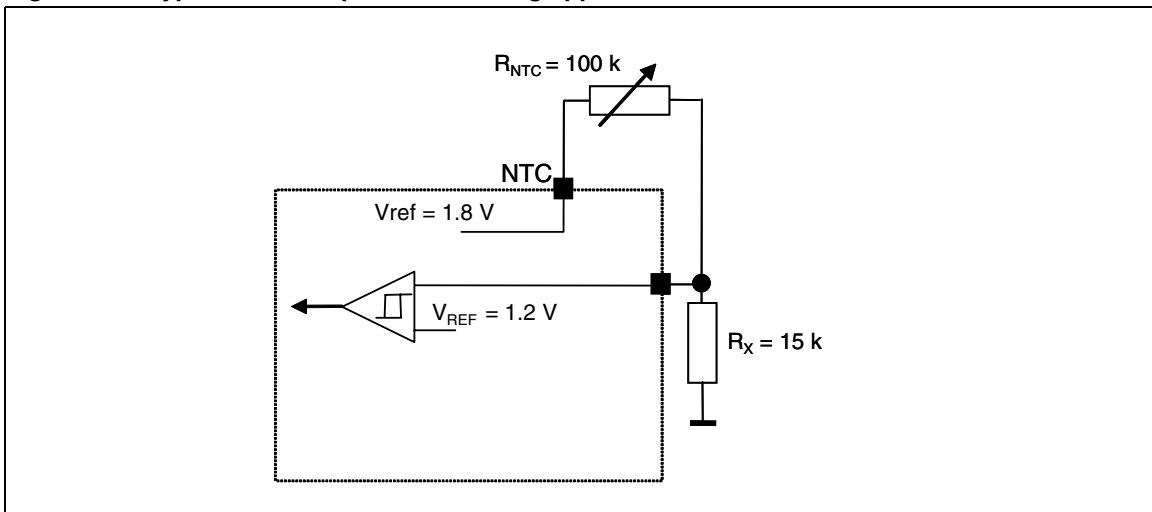 R_NTC = 100 k
NTC
Vref = 1.8 V
V_REF = 1.2 V
R_X = 15 k